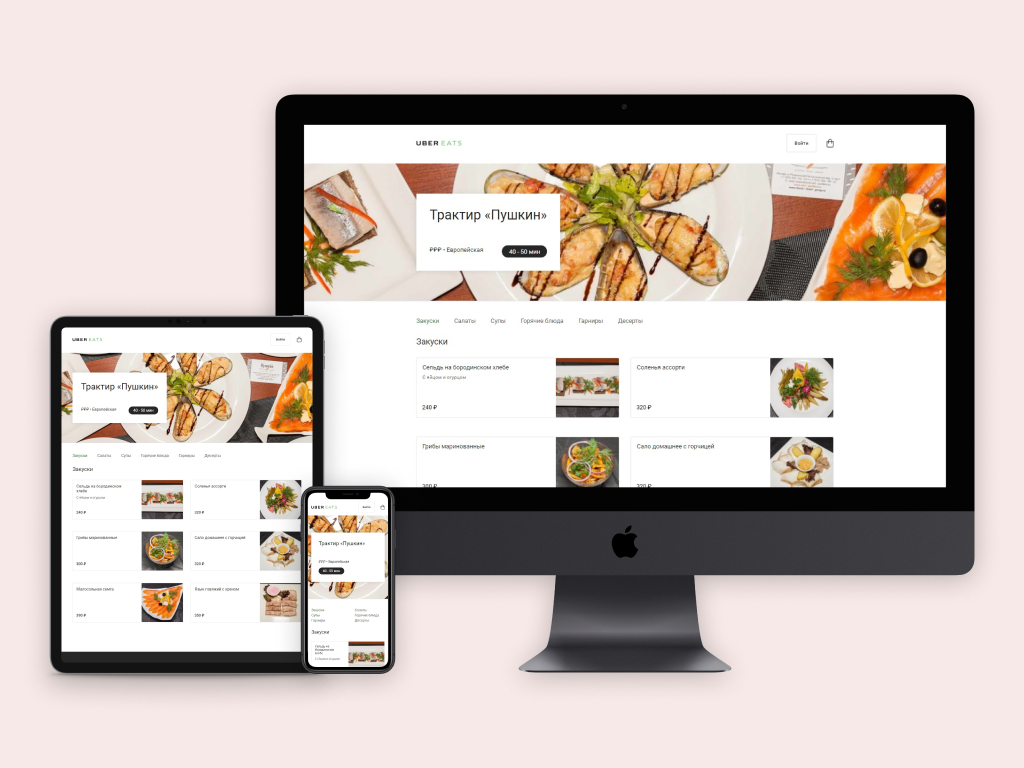 UBER EATS
Войти
Трактир «Пушкин»
₽₽₽ • Европейская
40 - 50 мин
Закуски
Салаты
Супы
Горячие блюда
Гарниры
Десерты
Закуски
Сельдь на бородинском хлебе
С яйцом и огурцом
240 ₽
Соленья ассорти
320 ₽
Грибы маринованные
300 ₽
Сало домашнее с горчицей
320 ₽
UBER EATS
Войти
Трактир «Пушкин»
₽₽₽ • Европейская
40 - 50 мин
Закуски
Салаты
Супы
Горячие блюда
Гарниры
Десерты
Закуски
Сельдь на бородинском
хлебе
С яйцом и огурцом
240 ₽
Соленья ассорти
320 ₽
Грибы маринованные
300 ₽
Сало домашнее с горчицей
320 ₽
Малосольная семга
Язык говяжий с хреном
UBER EATS
Войти
Трактир «Пушкин»
₽₽₽ • Европейская
40 - 50 мин
Закуски
Салаты
Супы
Горячие блюда
Гарниры
Десерты
Закуски
Сельдь на
бородинском
хлебе
С яйцом и огурцом